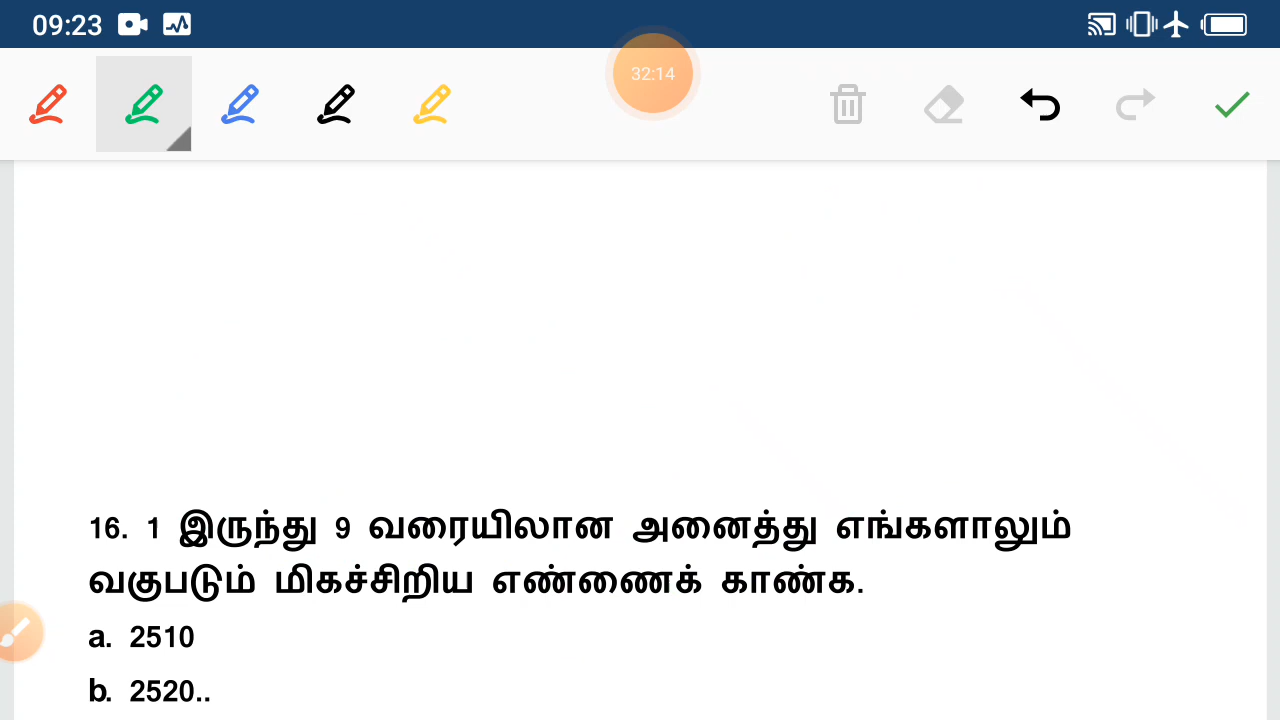 09:23
32:14
16. 1 இருந்து 9 வரையிலான அனைத்து எங்களாலும்
வகுபடும் மிகச்சிறிய எண்ணைக் காண்க.
a. 2510
b. 2520..